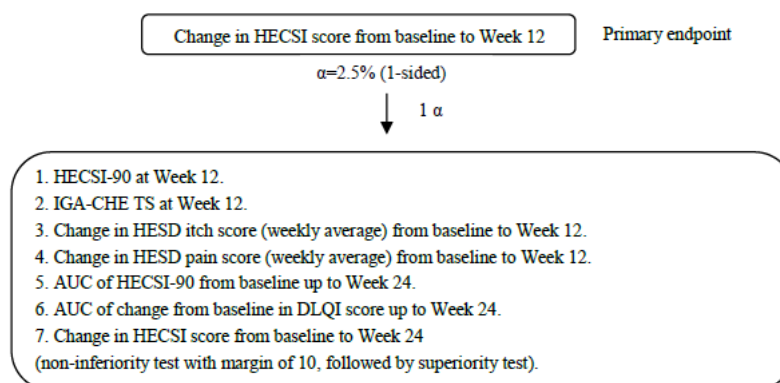 Change in HECSI score from baseline to Week 12
Primary endpoint
α=2.5% (1-sided)
1 α
1. HECSI-90 at Week 12.
2. IGA-CHE TS at Week 12.
3. Change in HESD itch score (weekly average) from baseline to Week 12.
4. Change in HESD pain score (weekly average) from baseline to Week 12.
5. AUC of HECSI-90 from baseline up to Week 24.
6. AUC of change from baseline in DLQI score up to Week 24.
7. Change in HECSI score from baseline to Week 24
(non-inferiority test with margin of 10, followed by superiority test).